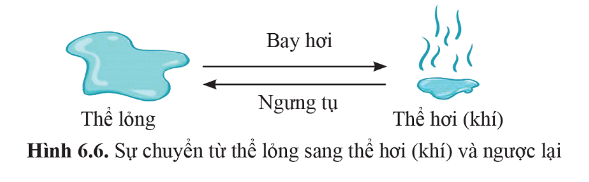 Bay hơi
Ngưng tụ
Thể lỏng
Thể hơi (khí)
Hình 6.6. Sự chuyển từ thể lỏng sang thể hơi (khí) và ngược lại